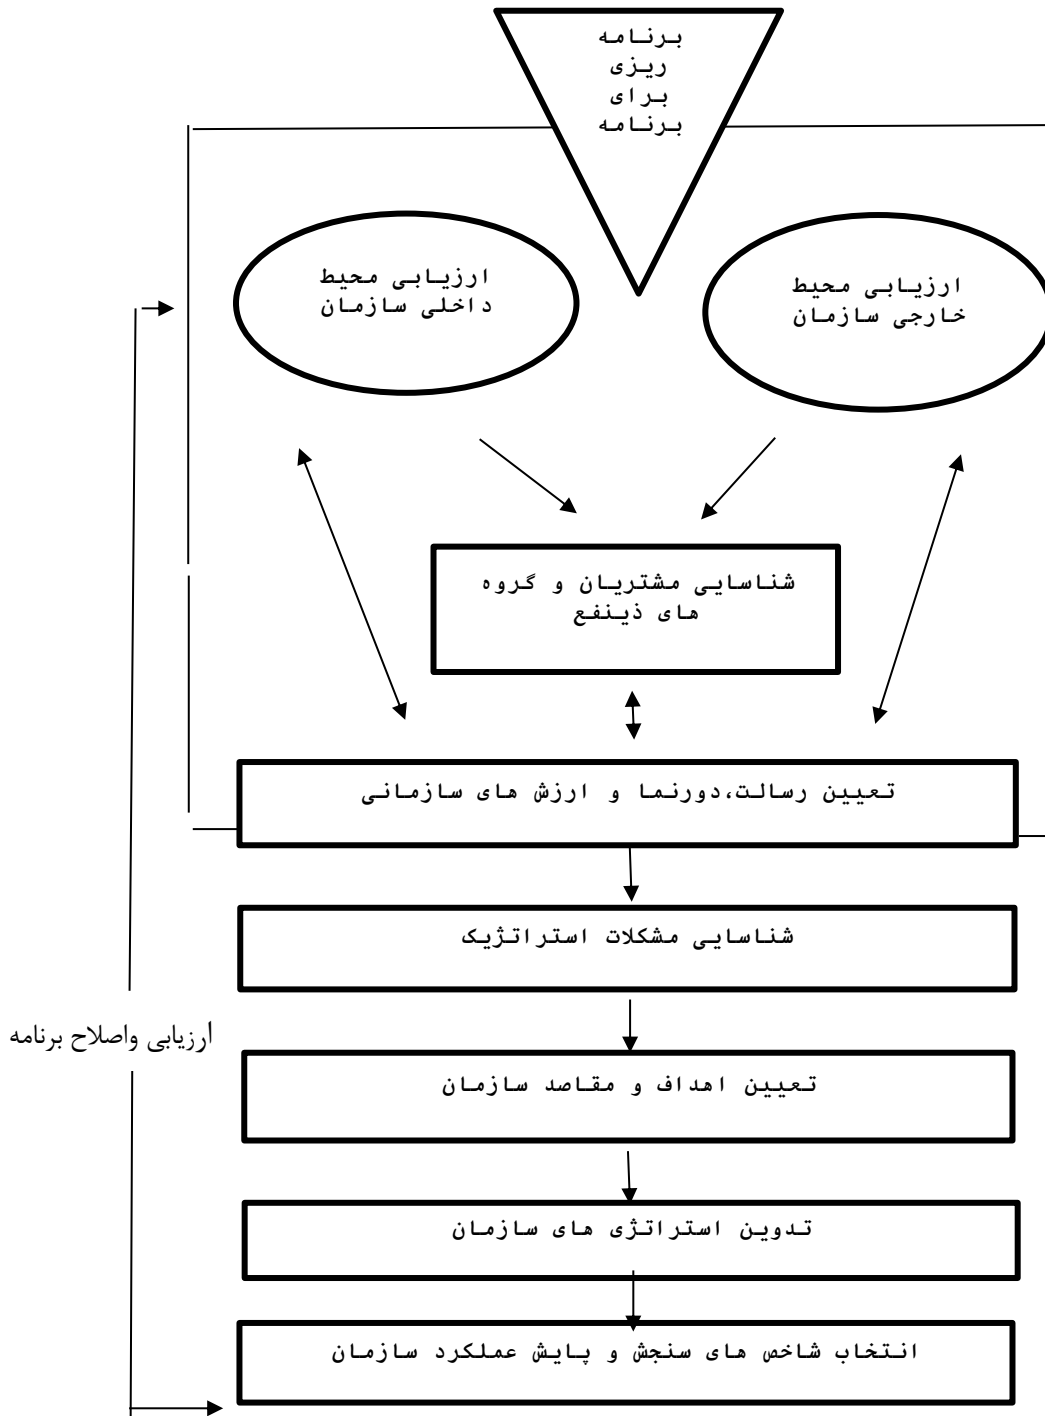 برنامه
ریزی
برای
برنامه
ارزیابی محیط
خارجی سازمان
ارزیابی محیط
داخلی سازمان
شناسایی مشتریان و گروه
های ذینفع
تعیین رسالت،دورنما و ارزش های سازمانی
شناسایی مشکلات استراتژیک
ارزیابی واصلاح برنامه
تعیین اهداف و مقاصد سازمان
تدوین استراتژی های سازمان
انتخاب شاخص های سنجش و پایش عملکرد سازمان